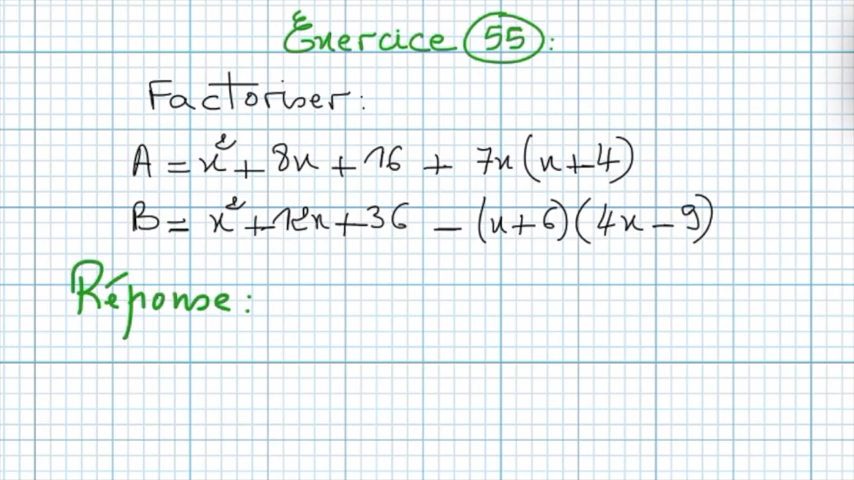 Exercice 55 :
Factoriser :
A = x² + 8x + 16 + 7x(x+4)
B = x² + 12x + 36 - (x+6)(4x-9)
Réponse :